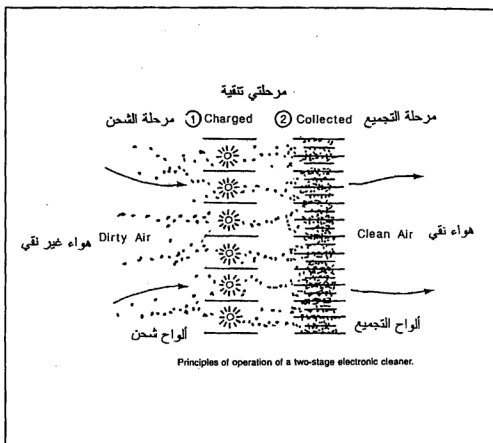 مرحلتي تنقية
مرحلة الشحن 1 Charged 2 Collected مرحلة التجميع
هواء غير نقي Dirty Air Clean Air هواء نقي
ألواح شحن ألواح التجميع
Principles of operation of a two-stage electronic cleaner.